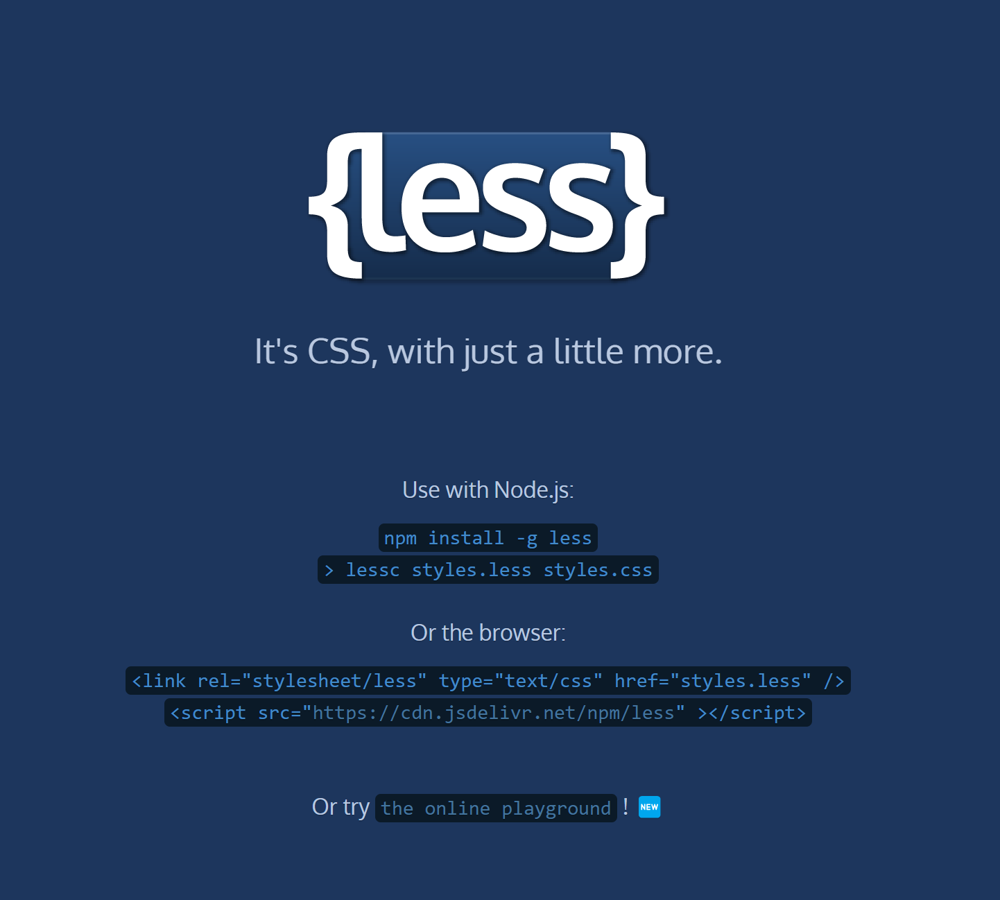 {less}
It's CSS, with just a little more.
Use with Node.js:
npm install -g less
> lessc styles.less styles.css
Or the browser:
<link rel="stylesheet/less" type="text/css" href="styles.less" />
<script src="https://cdn.jsdelivr.net/npm/less" ></script>
Or try the online playground ! NEW